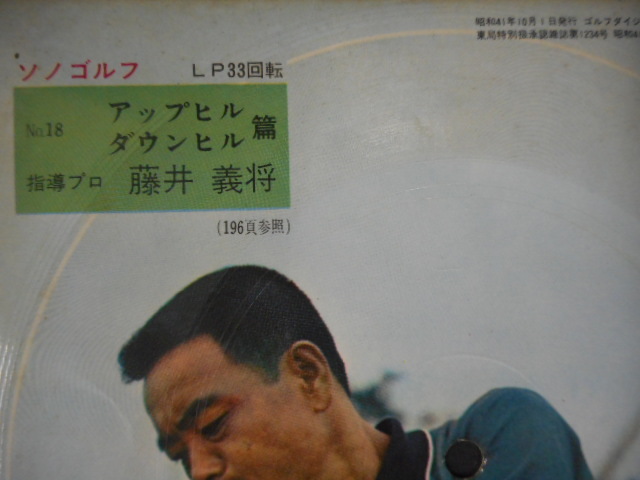 昭和41年10月1日発行 ゴルフダイジ
東局特別扱承認雑誌第1234号 昭和4
ソノゴルフ LP33回転
No.18 アップヒル
ダウンヒル 篇
指導プロ 藤井 義将
(196頁参照)